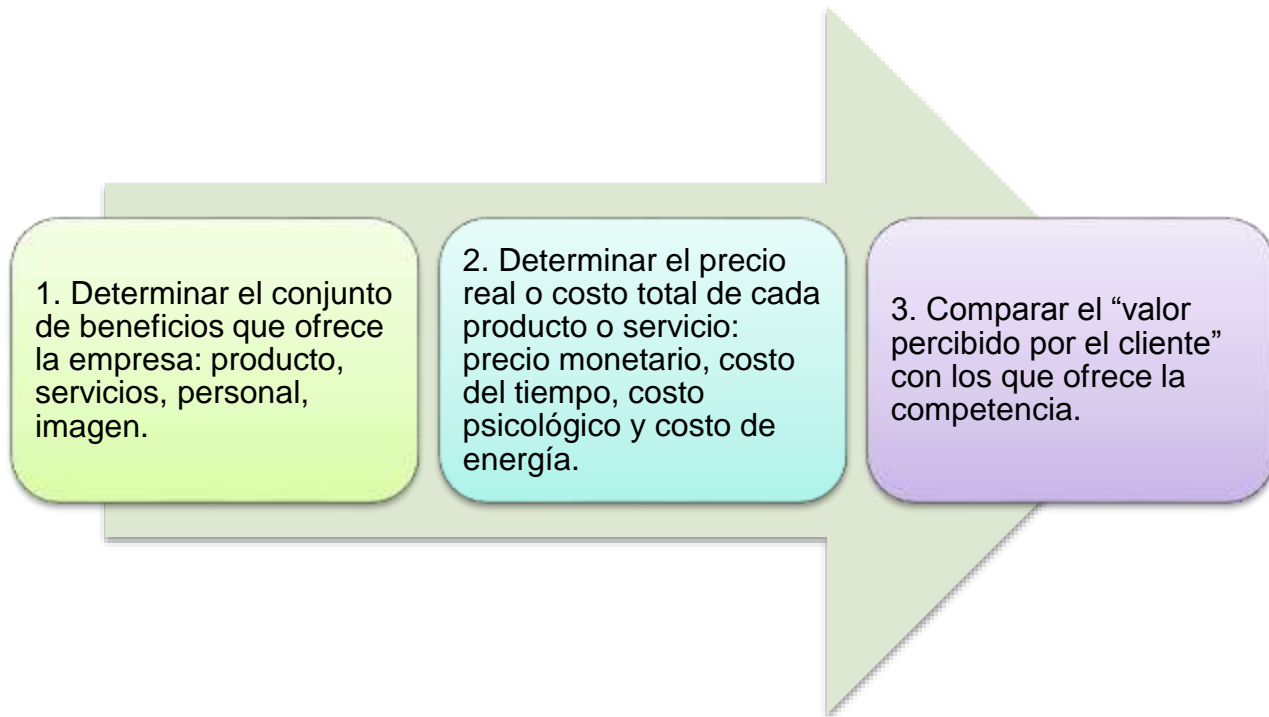 1. Determinar el conjunto
de beneficios que ofrece
la empresa: producto,
servicios, personal,
imagen.
2. Determinar el precio
real o costo total de cada
producto o servicio:
precio monetario, costo
del tiempo, costo
psicológico y costo de
energía.
3. Comparar el “valor
percibido por el cliente”
con los que ofrece la
competencia.